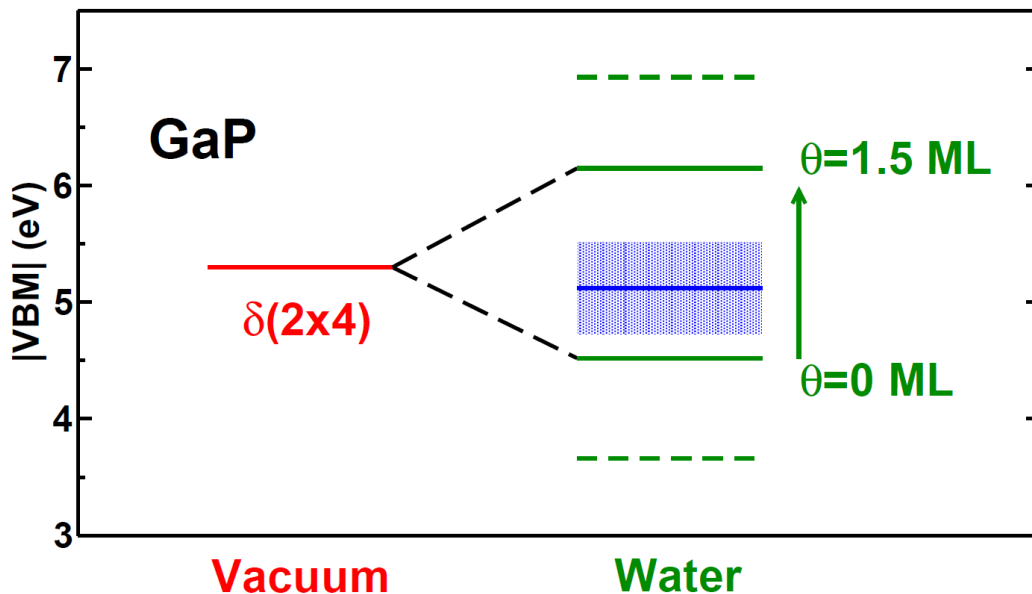 7
GaP
θ=1.5 ML
6
|VBM| (eV)
5
δ(2x4)
θ=0 ML
4
3
Vacuum
Water